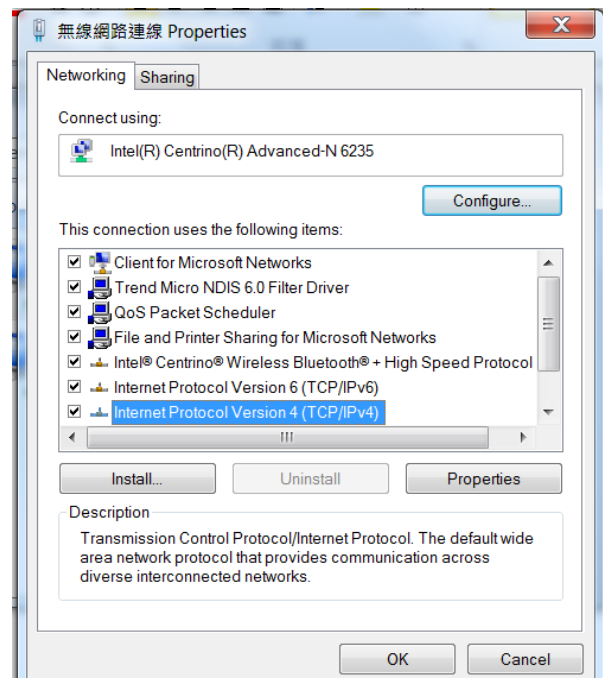 無線網路連線 Properties
Networking
Sharing
Connect using:
Intel(R) Centrino(R) Advanced-N 6235
Configure...
This connection uses the following items:
Client for Microsoft Networks
Trend Micro NDIS 6.0 Filter Driver
QoS Packet Scheduler
File and Printer Sharing for Microsoft Networks
Intel® Centrino® Wireless Bluetooth® + High Speed Protocol
Internet Protocol Version 6 (TCP/IPv6)
Internet Protocol Version 4 (TCP/IPv4)
Install...
Uninstall
Properties
Description
Transmission Control Protocol/Internet Protocol. The default wide
area network protocol that provides communication across
diverse interconnected networks.
OK
Cancel